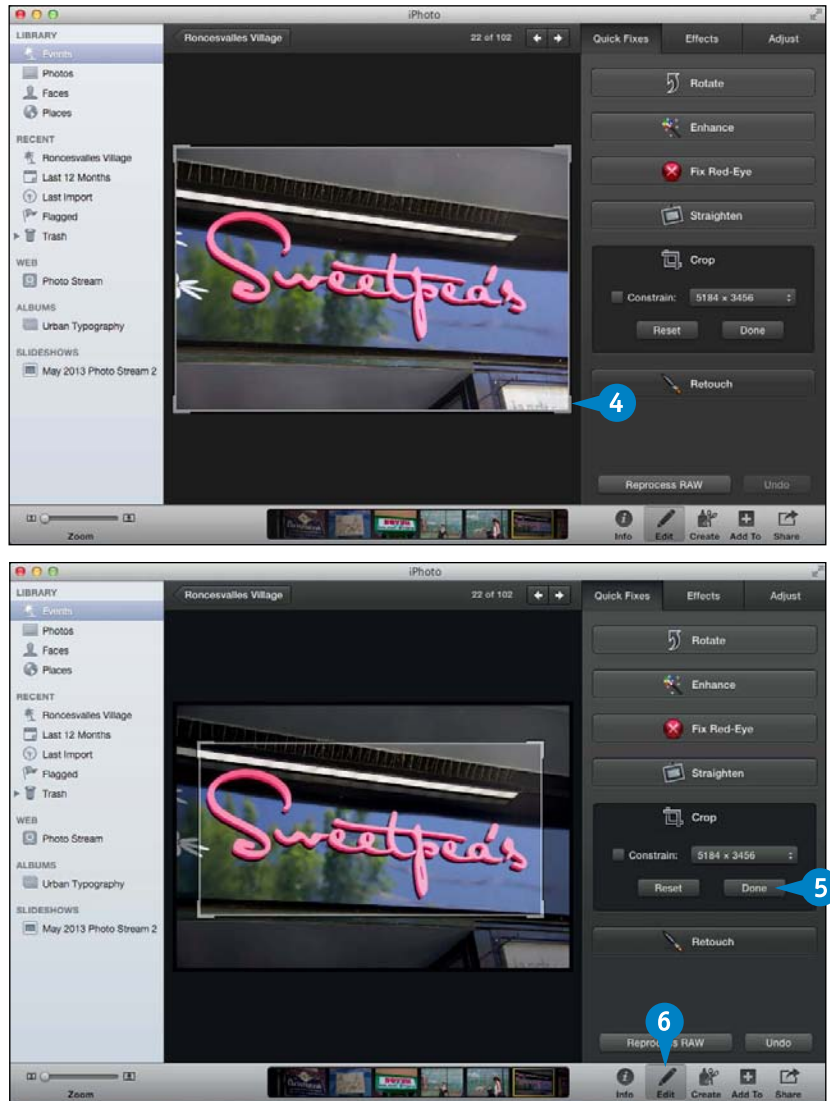 iPhoto
LIBRARY
Events
Photos
Faces
Places
RECENT
Roncesvalles Village
Last 12 Months
Last Import
Flagged
Trash
WEB
Photo Stream
ALBUMS
Urban Typography
SLIDESHOWS
May 2013 Photo Stream 2
Zoom
Roncesvalles Village
22 of 102
Sweetpea's
4
Quick Fixes Effects Adjust
Rotate
Enhance
Fix Red-Eye
Straighten
Crop
Constrain: 5184 × 3456
Reset Done
Retouch
Reprocess RAW Undo
Info Edit Create Add To Share
iPhoto
LIBRARY
Events
Photos
Faces
Places
RECENT
Roncesvalles Village
Last 12 Months
Last Import
Flagged
Trash
WEB
Photo Stream
ALBUMS
Urban Typography
SLIDESHOWS
May 2013 Photo Stream 2
Zoom
Roncesvalles Village
22 of 102
Sweetpea's
Quick Fixes Effects Adjust
Rotate
Enhance
Fix Red-Eye
Straighten
Crop
Constrain: 5184 × 3456
Reset Done
5
Retouch
6
RAW Undo
Info Edit Create Add To Share